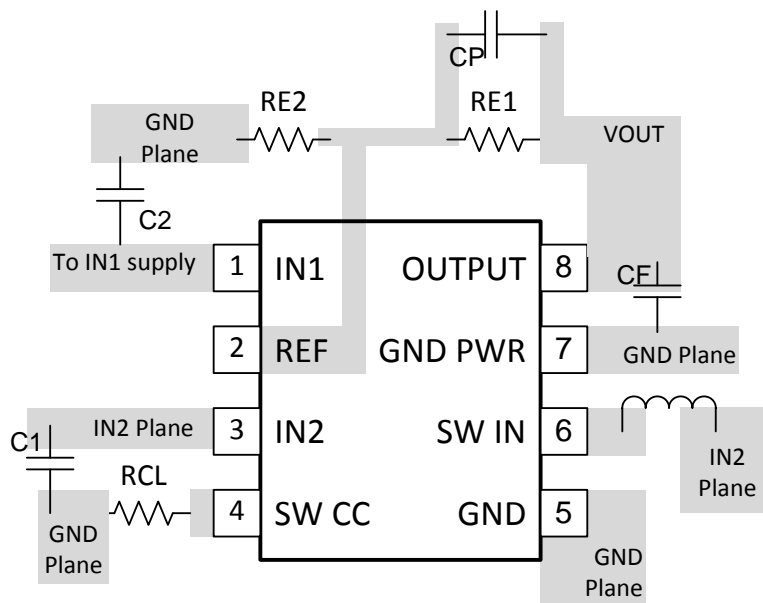 CP
RE2
RE1
GND
Plane
VOUT
C2
To IN1 supply
1
IN1
OUTPUT
8
CF
2
REF
GND PWR
7
GND Plane
C1
IN2 Plane
3
IN2
SW IN
6
IN2
Plane
RCL
4
SW CC
GND
5
GND
Plane
GND
Plane